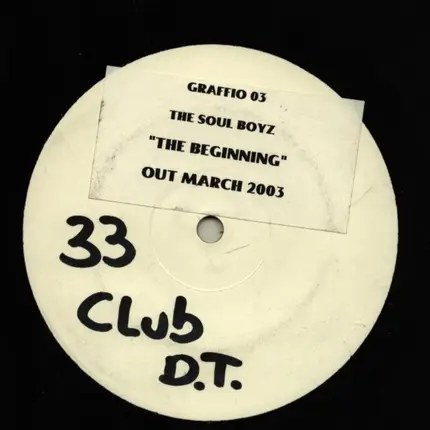 GRAFFIO 03
THE SOUL BOYZ
"THE BEGINNING"
OUT MARCH 2003
33
CLub
D.T.